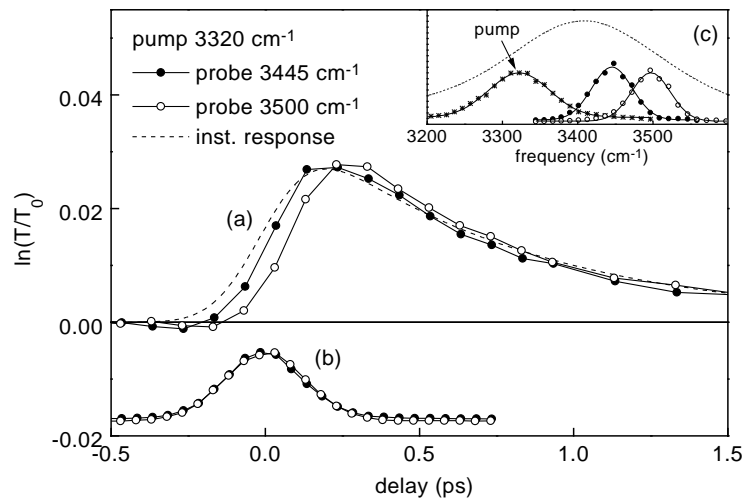 pump 3320 cm-1
probe 3445 cm-1
probe 3500 cm-1
inst. response
(c)
pump
3200 3300 3400 3500
frequency (cm-1)
0.04
0.02
0.00
-0.02
ln(T/T0)
(a)
(b)
-0.5 0.0 0.5 1.0 1.5
delay (ps)